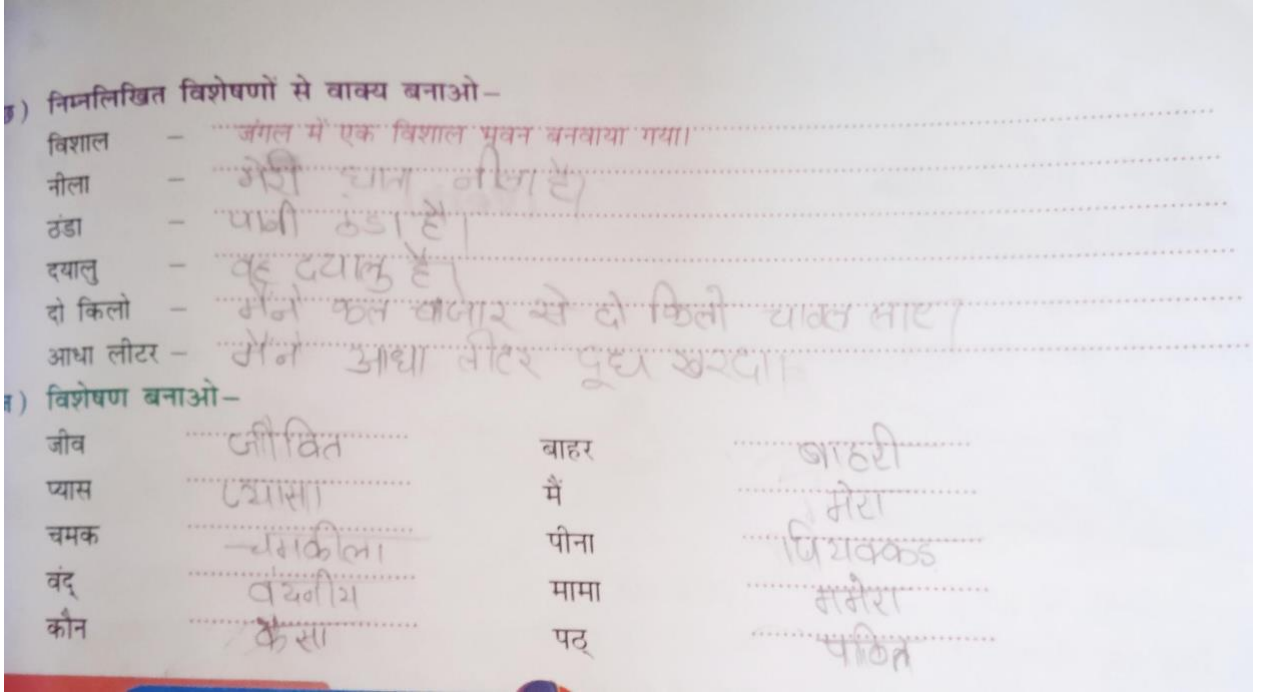 ) निम्नलिखित विशेषणों से वाक्य बनाओ–
विशाल – जंगल में एक विशाल भवन बनवाया गया।
नीला – मेरी नीला है।
ठंडा – पानी ठंडा है।
दयालु – वह दयालु है।
दो किलो – मैंने कल बाजार से दो किलो चावल लाए।
आधा लीटर – मैंने आधा लीटर दूध खरदा।
) विशेषण बनाओ–
जीव जीवित बाहर बाहरी
प्यास प्यासा मैं मेरा
चमक चमकीला पीना पियक्कड
वंद् वंदनीय मामा ममेरा
कौन कैसा पठ् पठित